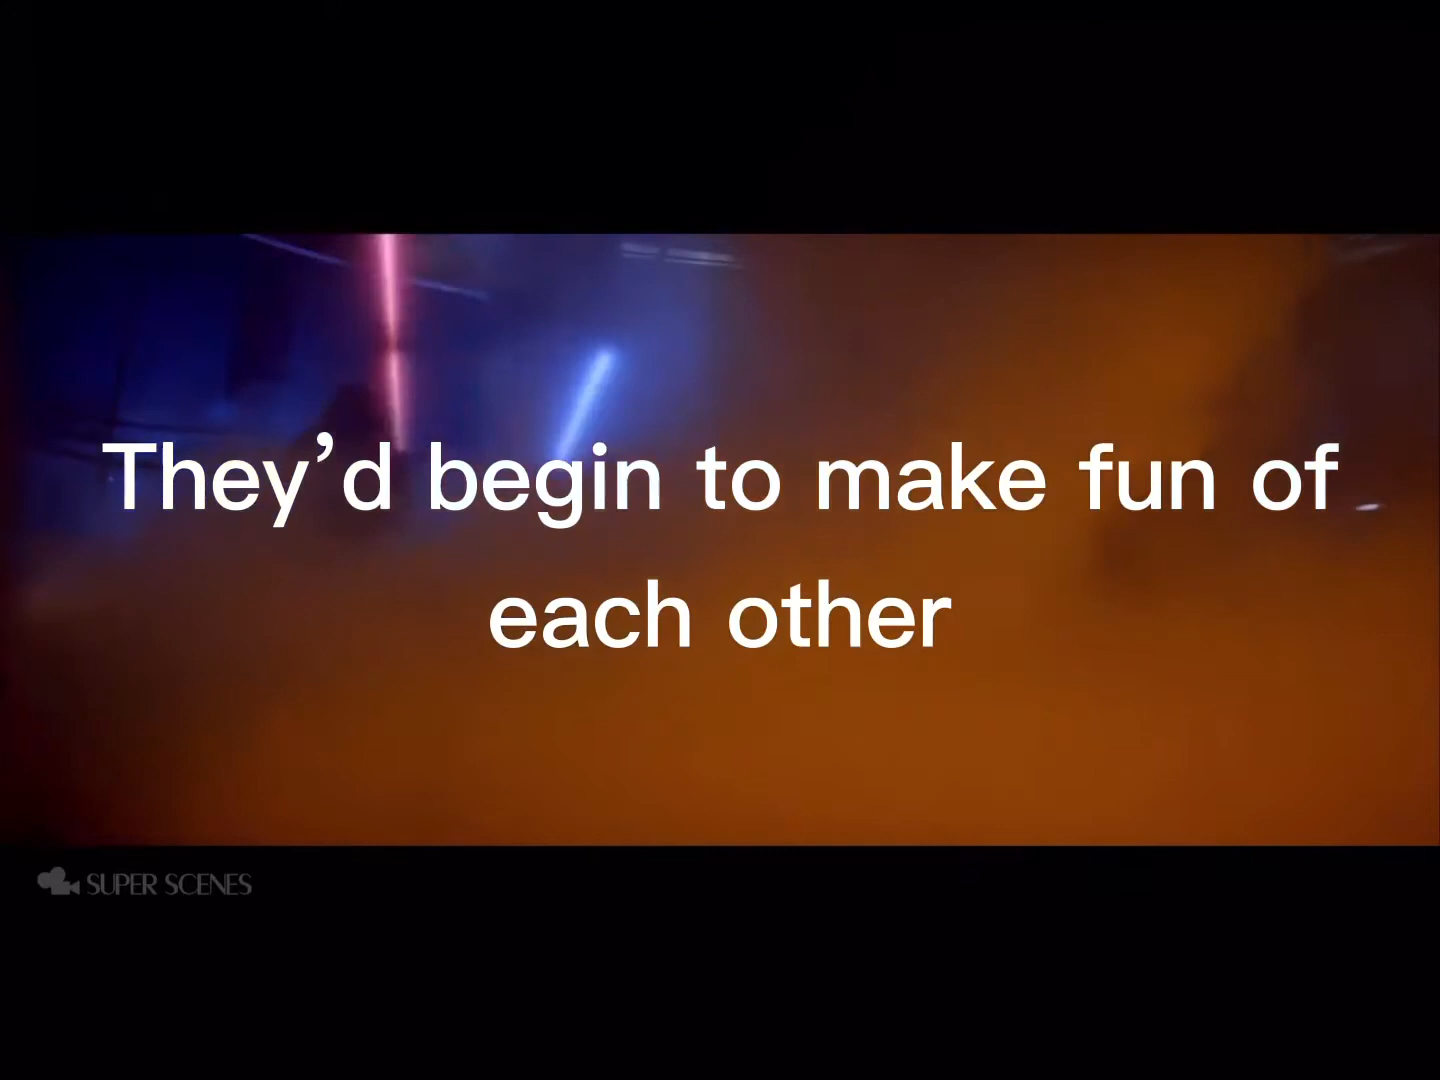 They’d begin to make fun of
each other
SUPER SCENES